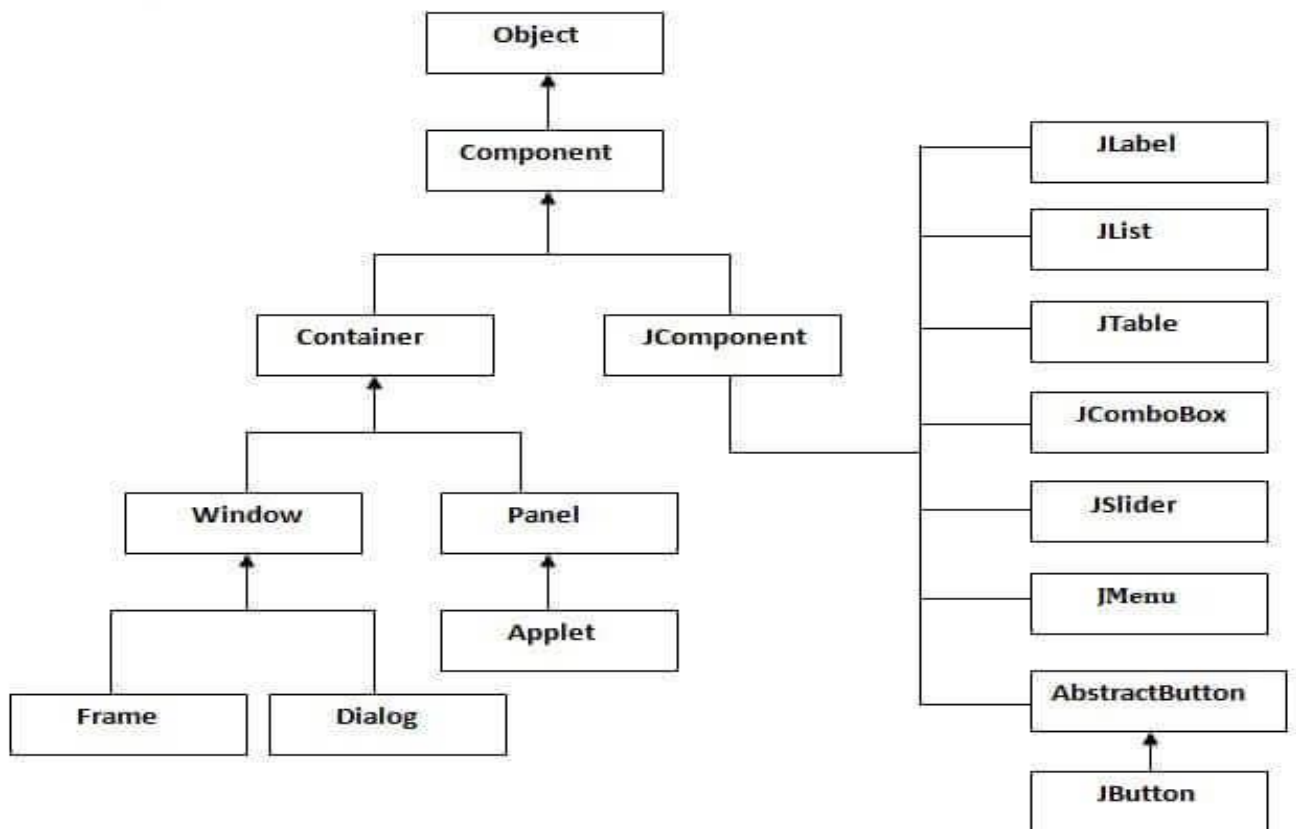 Object
Component
Container
JComponent
Window
Panel
Applet
Frame
Dialog
JLabel
JList
JTable
JComboBox
JSlider
JMenu
AbstractButton
JButton